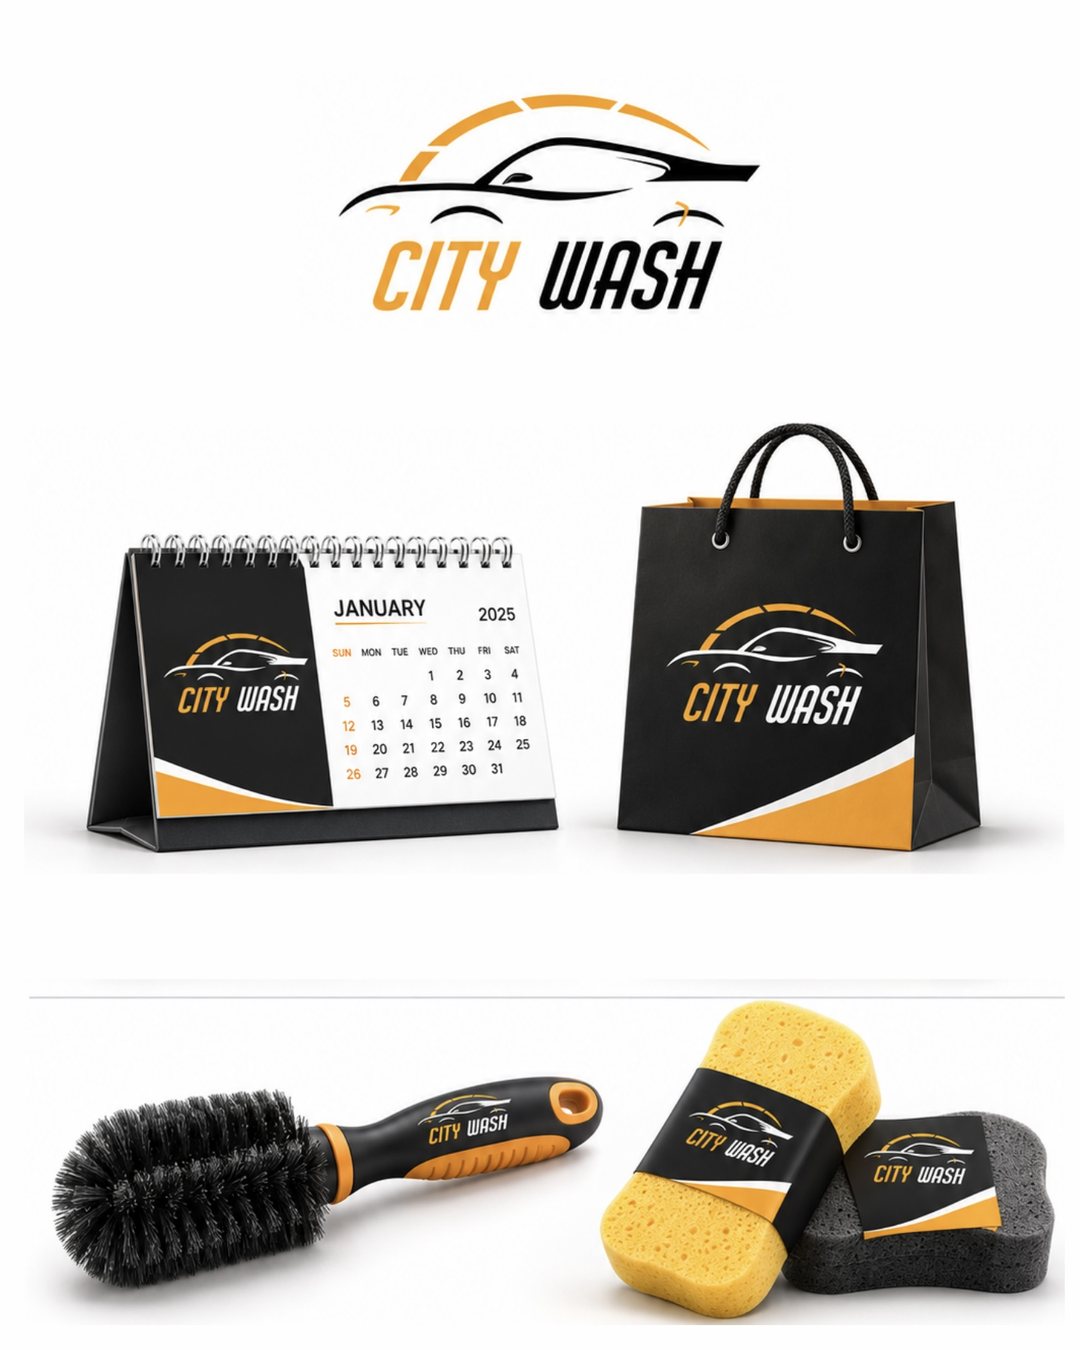 CITY WASH
CITY WASH
JANUARY 2025
SUN MON TUE WED THU FRI SAT
1 2 3 4
5 6 7 8 9 10 11
12 13 14 15 16 17 18
19 20 21 22 23 24 25
26 27 28 29 30 31
CITY WASH
CITY WASH
CITY WASH
CITY WASH